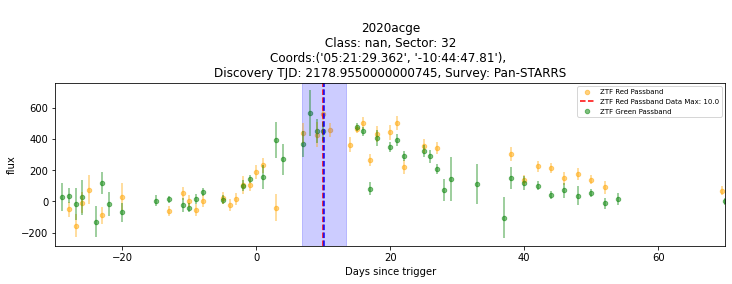 2020acge
Class: nan, Sector: 32
Coords:('05:21:29.362', '-10:44:47.81'),
Discovery TJD: 2178.9550000000745, Survey: Pan-STARRS
ZTF Red Passband
ZTF Red Passband Data Max: 10.0
ZTF Green Passband
flux
600
400
200
0
−200
−20
0
20
40
60
Days since trigger